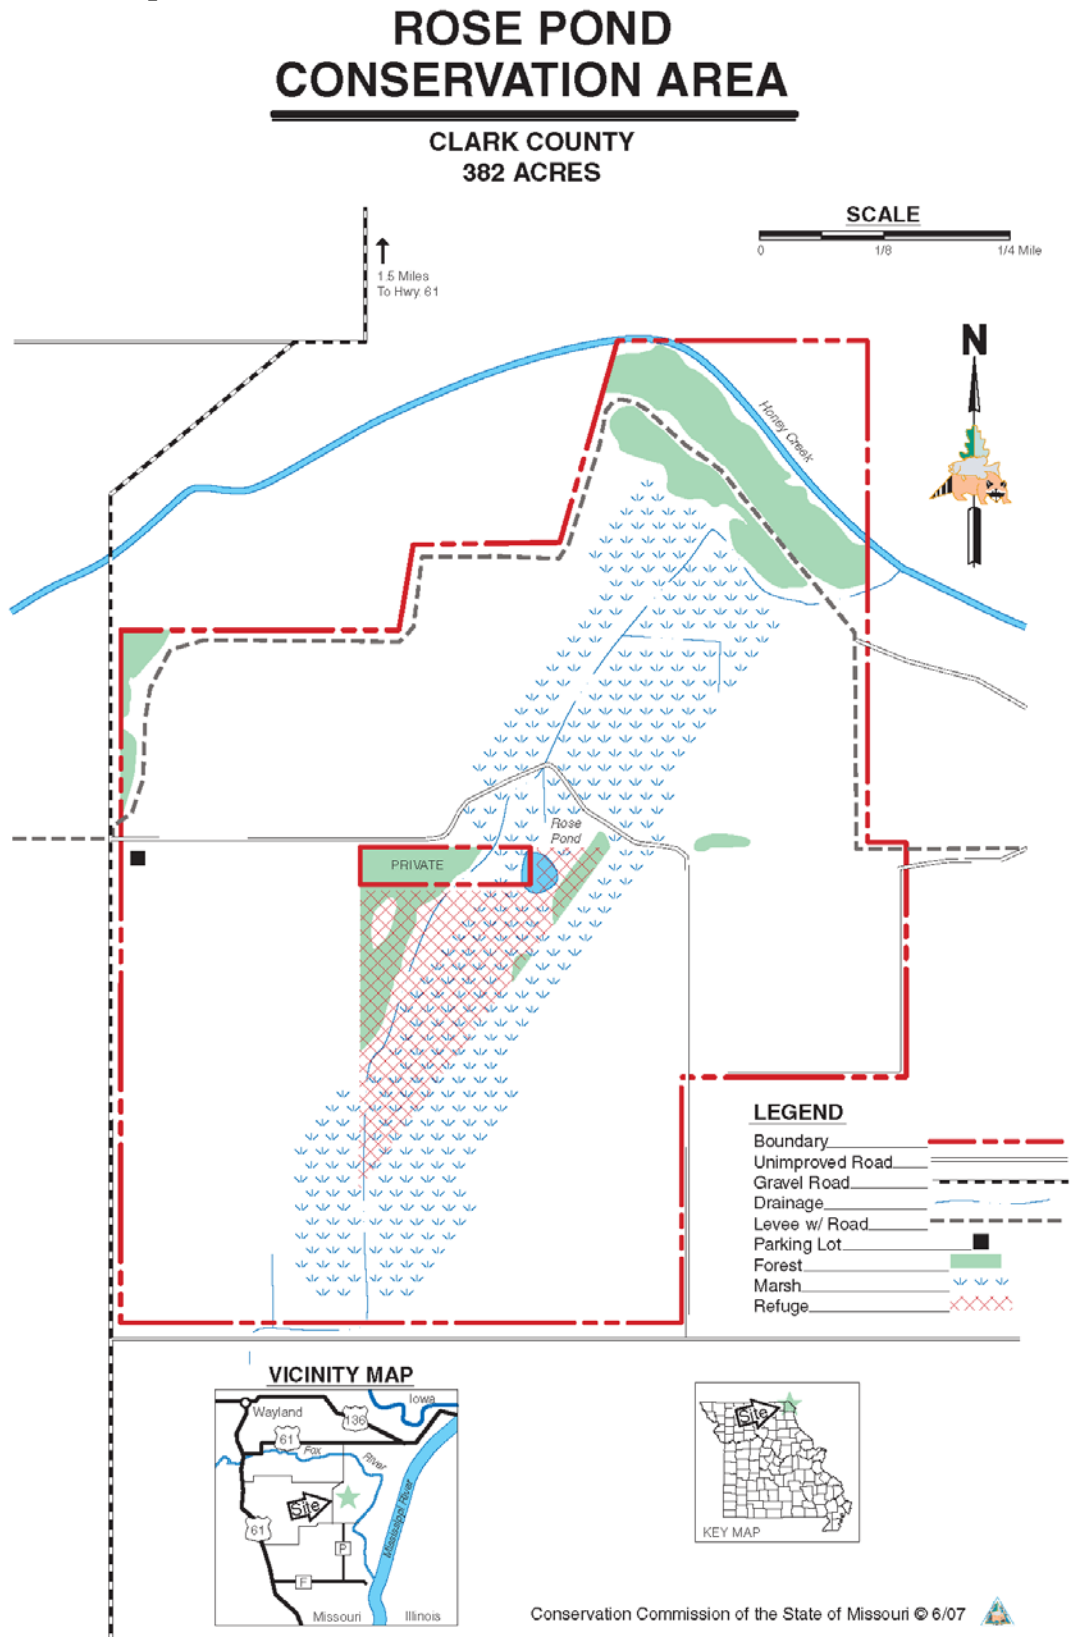 ROSE POND
CONSERVATION AREA
CLARK COUNTY
382 ACRES
SCALE
0 1/8 1/4 Mile
1.5 Miles
To Hwy. 61
N
Honey Creek
Rose
Pond
PRIVATE
LEGEND
Boundary
Unimproved Road
Gravel Road
Drainage
Levee w/ Road
Parking Lot
Forest
Marsh
Refuge
VICINITY MAP
Iowa
Wayland
136
61
Fox
River
Site
Mississippi River
61
P
F
Missouri Illinois
Site
KEY MAP
Conservation Commission of the State of Missouri © 6/07